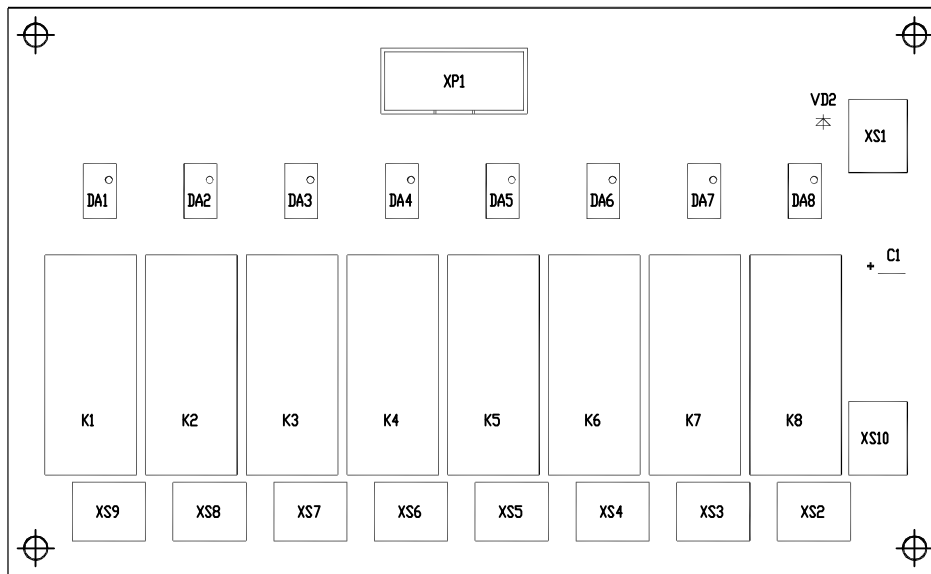 XP1
VD2
XS1
DA1 DA2 DA3 DA4 DA5 DA6 DA7 DA8
+ C1
K1 K2 K3 K4 K5 K6 K7 K8
XS10
XS9 XS8 XS7 XS6 XS5 XS4 XS3 XS2